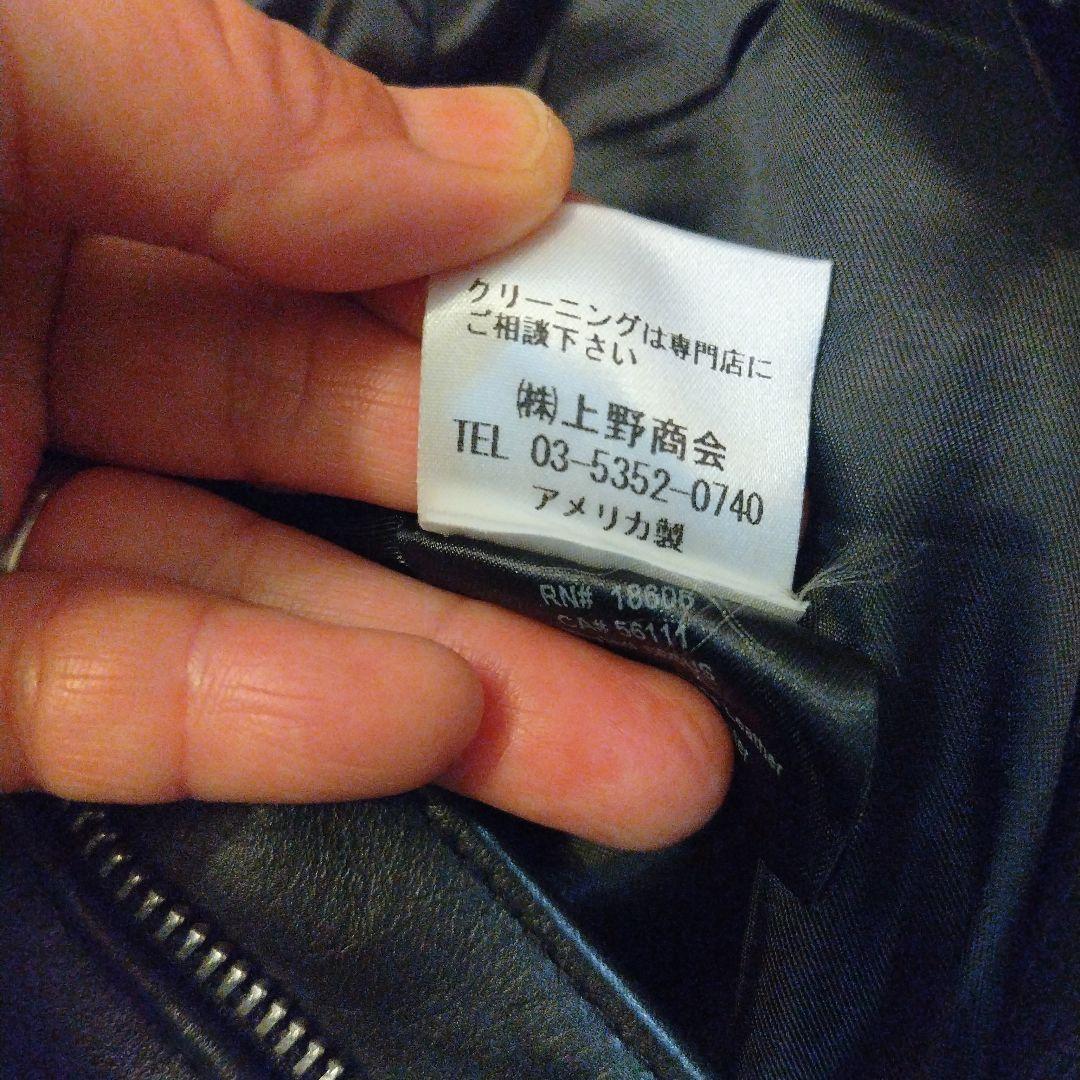 クリーニングは専門店に
ご相談下さい
㈱上野商会
TEL 03-5352-0740
アメリカ製
RN# 18606
CA# 56111
Leather